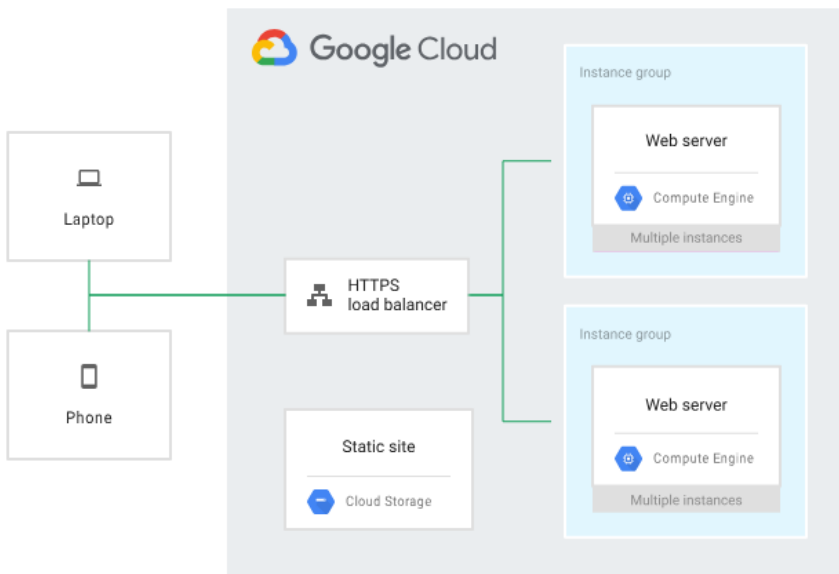 Google Cloud
Instance group
Web server
Compute Engine
Multiple instances
Laptop
HTTPS
load balancer
Phone
Static site
Cloud Storage
Instance group
Web server
Compute Engine
Multiple instances